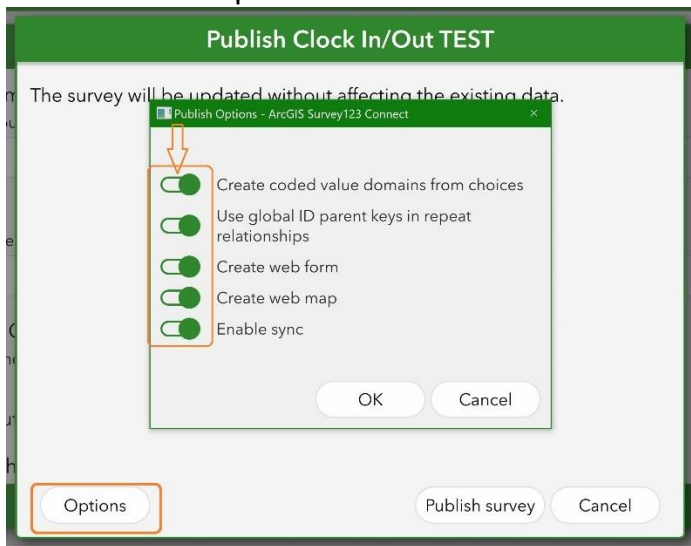 Publish Clock In/Out TEST
The survey will be updated without affecting the existing data.
Publish Options - ArcGIS Survey123 Connect
Create coded value domains from choices
Use global ID parent keys in repeat
relationships
Create web form
Create web map
Enable sync
OK Cancel
Options Publish survey Cancel